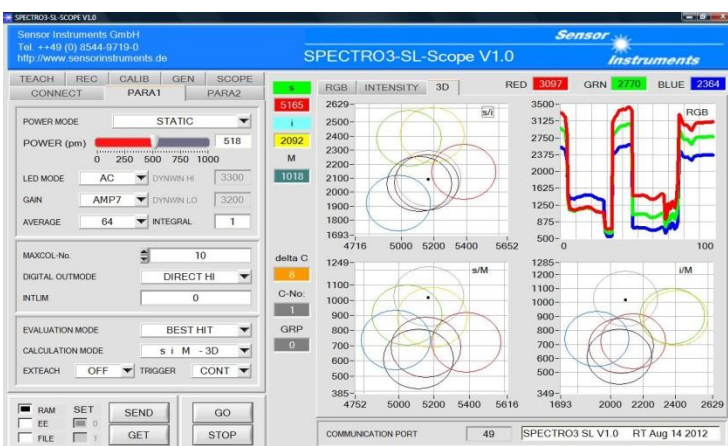 SPECTRO3-SL-SCOPE V1.0
Sensor Instruments GmbH
Tel. ++49 (0) 8544-9719-0
http://www.sensorinstruments.de
SPECTRO3-SL-Scope V1.0
Sensor
Instruments
TEACH REC CALIB GEN SCOPE
CONNECT PARA1 PARA2
POWER MODE STATIC
POWER (pm) 518
0 250 500 750 1000
LED MODE AC DYNWIN HI 3300
GAIN AMP7 DYNWIN LO 3200
AVERAGE 64 INTEGRAL 1
MAXCOL-No. 10
DIGITAL OUTMODE DIRECT HI
INTLIM 0
EVALUATION MODE BEST HIT
CALCULATION MODE s i M - 3D
EXTEACH OFF TRIGGER CONT
RAM SET SEND GO
EE 0
FILE 1 GET STOP
s
5165
i
2092
M
1018
delta C
8
C-No:
1
GRP
0
RGB INTENSITY 3D RED 3097 GRN 2770 BLUE 2364
s/i
2629-
2500-
2400-
2300-
2200-
2100-
2000-
1900-
1800-
1693-
4716 5000 5200 5400 5652
RGB
3500-
3125-
2750-
2375-
2000-
1625-
1250-
875-
500-
0 100
s/M
1249-
1100-
1000-
900-
800-
700-
600-
500-
385-
4752 5000 5200 5400 5616
i/M
1285-
1200-
1100-
1000-
900-
800-
700-
600-
500-
349-
1693 2000 2200 2400 2629
COMMUNICATION PORT 49 SPECTRO3 SL V1.0 RT Aug 14 2012